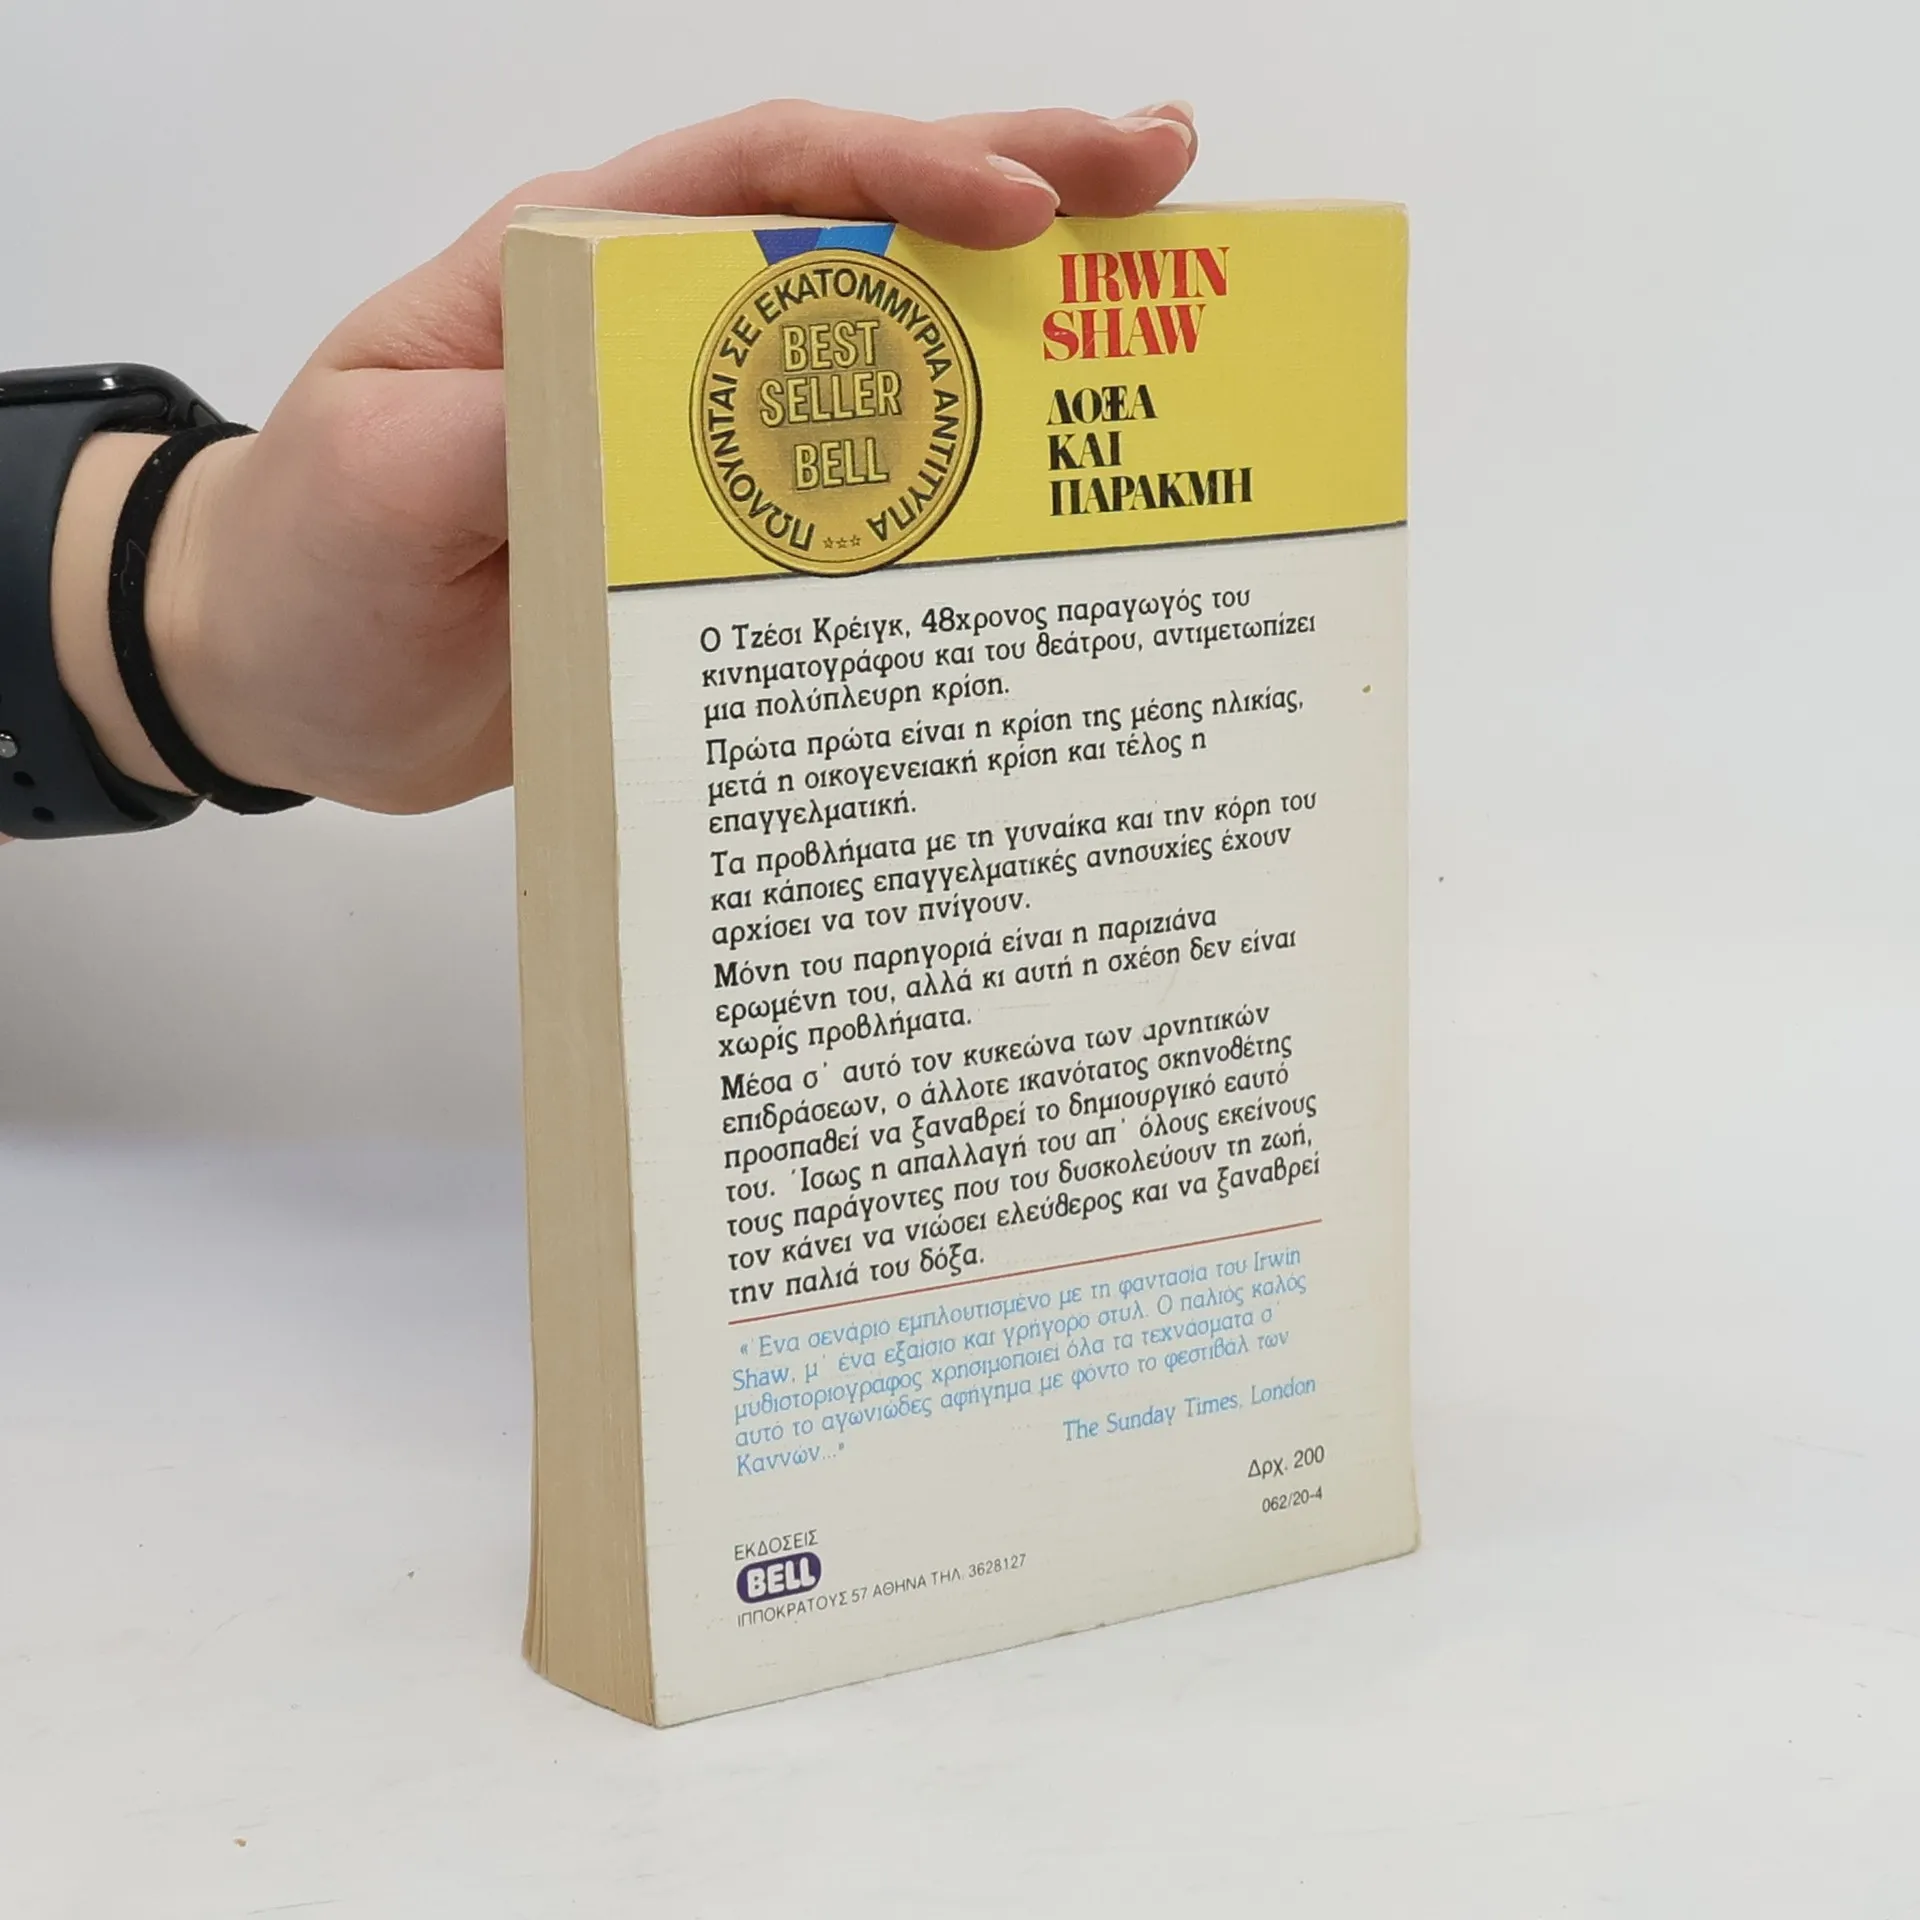 ΠΩΛΟΥΝΤΑΙ ΣΕ ΕΚΑΤΟΜΜΥΡΙΑ ΑΝΤΙΤΥΠΑ
BEST
SELLER
BELL
IRWIN
SHAW
ΔΟΞΑ
ΚΑΙ
ΠΑΡΑΚΜΗ
Ο Τζέσι Κρέιγκ, 48χρονος παραγωγός του
κινηματογράφου και του θεάτρου, αντιμετωπίζει
μια πολύπλευρη κρίση.
Πρώτα πρώτα είναι η κρίση της μέσης ηλικίας,
μετά η οικογενειακή κρίση και τέλος η
επαγγελματική.
Τα προβλήματα με τη γυναίκα και την κόρη του
και κάποιες επαγγελματικές ανησυχίες έχουν
αρχίσει να τον πνίγουν.
Μόνη του παρηγοριά είναι η παριζιάνα
ερωμένη του, αλλά κι αυτή η σχέση δεν είναι
χωρίς προβλήματα.
Μέσα σ᾽ αυτό τον κυκεώνα των αρνητικών
επιδράσεων, ο άλλοτε ικανότατος σκηνοθέτης
προσπαθεί να ξαναβρεί το δημιουργικό εαυτό
του. Ίσως η απαλλαγή του απ᾽ όλους εκείνους
τους παράγοντες που του δυσκολεύουν τη ζωή,
τον κάνει να νιώσει ελεύθερος και να ξαναβρεί
την παλιά του δόξα.
«Ένα σενάριο εμπλουτισμένο με τη φαντασία του Irwin
Shaw, μ᾽ ένα εξαίσιο και γρήγορο στυλ. Ο παλιός καλός
μυθιστοριογράφος χρησιμοποιεί όλα τα τεχνάσματα σ᾽
αυτό το αγωνιώδες αφήγημα με φόντο το φεστιβάλ των
Καννών...»
The Sunday Times, London
Δρχ. 200
062/20-4
ΕΚΔΟΣΕΙΣ
BELL
ΙΠΠΟΚΡΑΤΟΥΣ 57 ΑΘΗΝΑ ΤΗΛ. 3628127